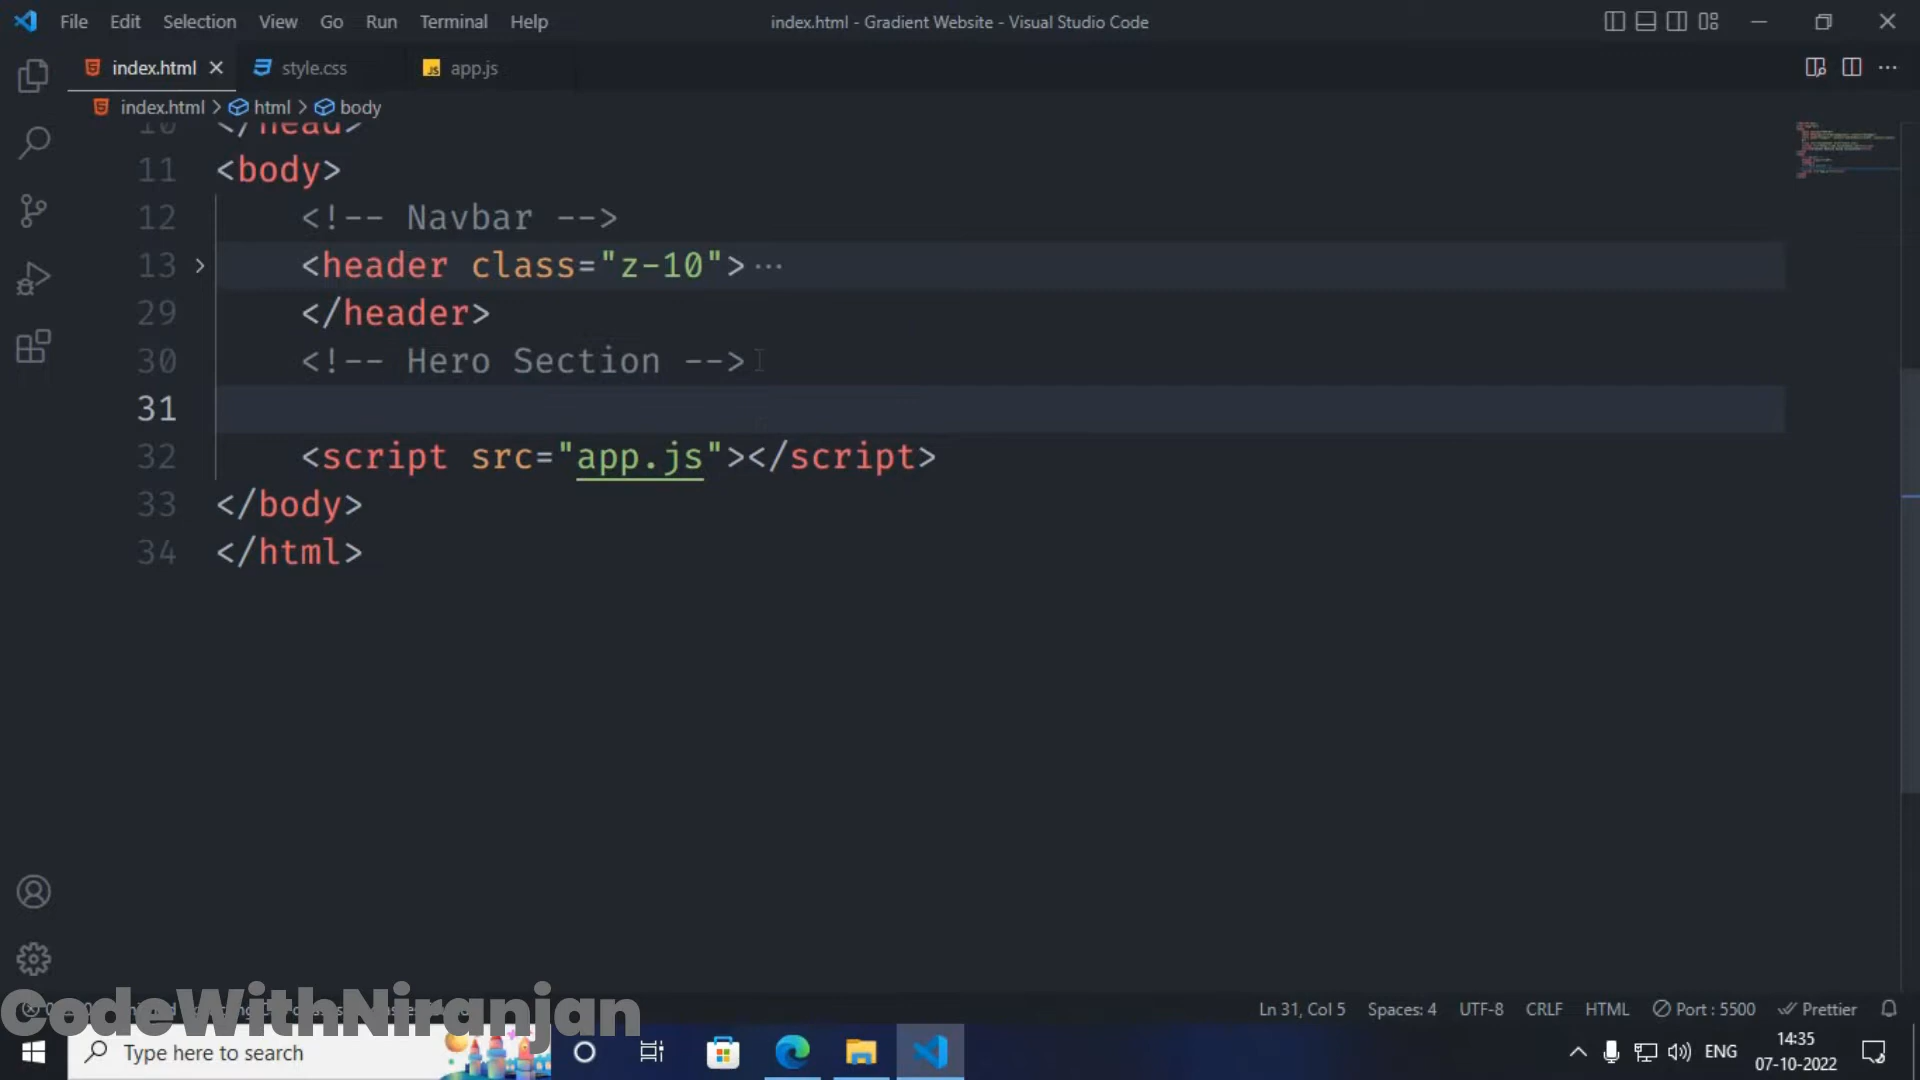 File Edit Selection View Go Run Terminal Help index.html - Gradient Website - Visual Studio Code
index.html style.css JS app.js
index.html > html > body
10 </head>
11 <body>
12 <!-- Navbar -->
13 <header class="z-10">···
29 </header>
30 <!-- Hero Section -->
31
32 <script src="app.js"></script>
33 </body>
34 </html>
CodeWithNiranjan
Ln 31, Col 5 Spaces: 4 UTF-8 CRLF HTML Port : 5500 Prettier
Type here to search
ENG
14:35
07-10-2022